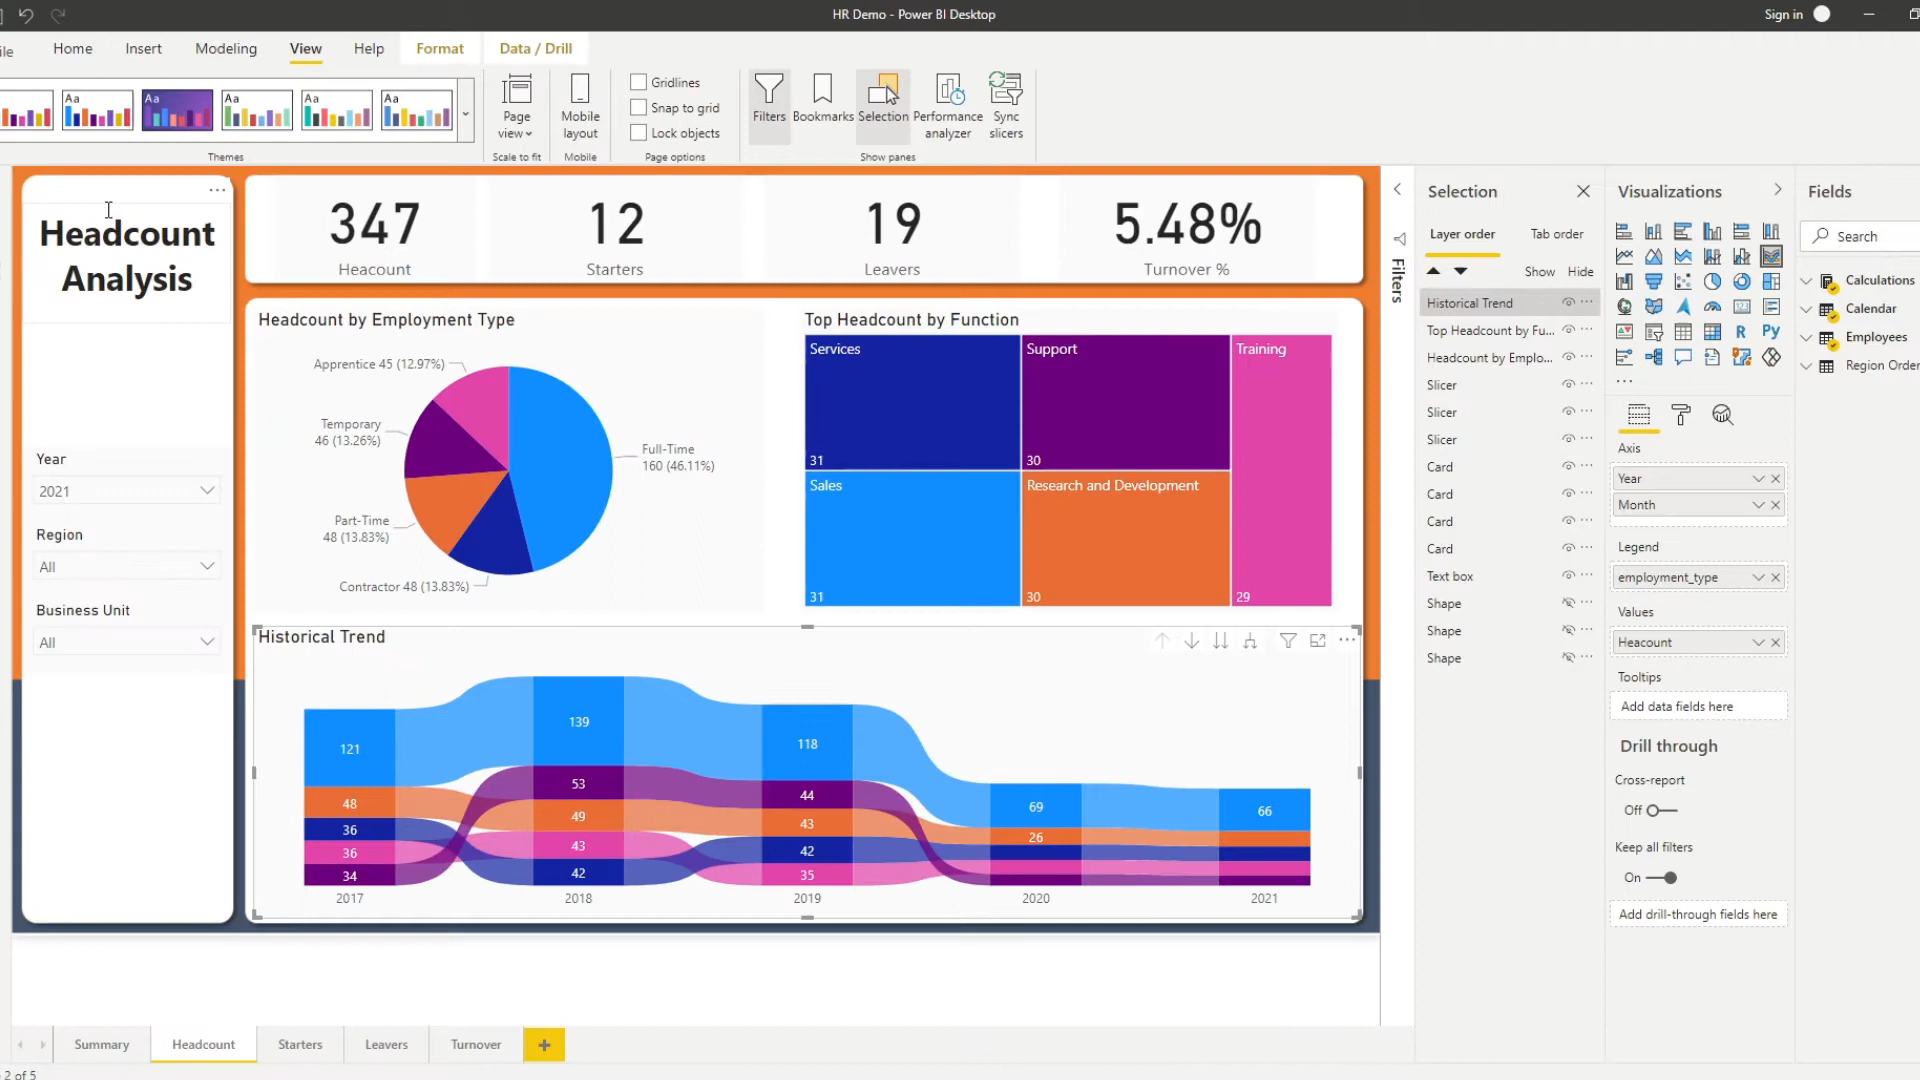 HR Demo - Power BI Desktop
Sign in
ile
Home
Insert
Modeling
View
Help
Format
Data / Drill
Aa
Aa
Aa
Aa
Aa
Themes
Page view
Scale to fit
Mobile layout
Mobile
Gridlines
Snap to grid
Lock objects
Page options
Filters
Bookmarks
Selection
Performance analyzer
Sync slicers
Show panes
Headcount
Analysis
Year
2021
Region
All
Business Unit
All
347
Heacount
12
Starters
19
Leavers
5.48%
Turnover %
Headcount by Employment Type
Apprentice 45 (12.97%)
Temporary
46 (13.26%)
Part-Time
48 (13.83%)
Contractor 48 (13.83%)
Full-Time
160 (46.11%)
Top Headcount by Function
Services
31
Support
30
Training
29
Sales
31
Research and Development
30
Historical Trend
121
48
36
36
34
2017
139
53
49
43
42
2018
118
44
43
42
35
2019
69
26
2020
66
2021
Filters
Selection
Layer order
Tab order
Show
Hide
Historical Trend
Top Headcount by Fu...
Headcount by Emplo...
Slicer
Slicer
Slicer
Card
Card
Card
Card
Text box
Shape
Shape
Shape
Visualizations
R
Py
Axis
Year
Month
Legend
employment_type
Values
Heacount
Tooltips
Add data fields here
Drill through
Cross-report
Off
Keep all filters
On
Add drill-through fields here
Fields
Search
Calculations
Calendar
Employees
Region Order
Summary
Headcount
Starters
Leavers
Turnover
2 of 5